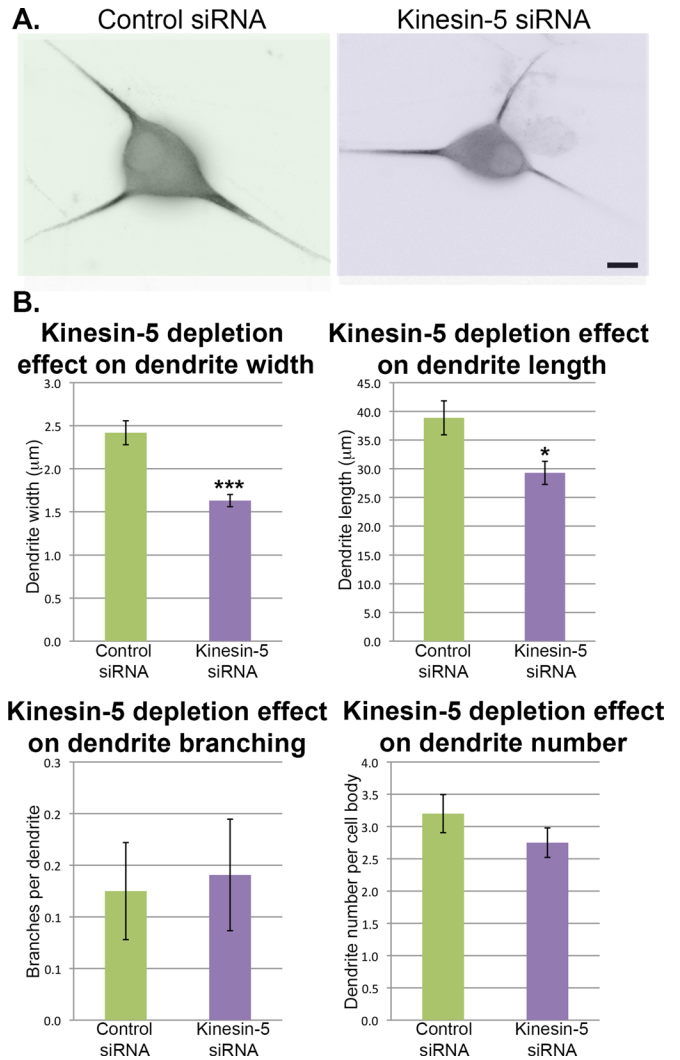 A.
Control siRNA
Kinesin-5 siRNA
B.
Kinesin-5 depletion
effect on dendrite width
Dendrite width (μm)
3.0
2.5
2.0
1.5
1.0
0.5
0.0
***
Control
siRNA
Kinesin-5
siRNA
Kinesin-5 depletion effect
on dendrite length
Dendrite length (μm)
45.0
40.0
35.0
30.0
25.0
20.0
15.0
10.0
5.0
0.0
*
Control
siRNA
Kinesin-5
siRNA
Kinesin-5 depletion effect
on dendrite branching
Branches per dendrite
0.3
0.2
0.2
0.1
0.1
0.0
Control
siRNA
Kinesin-5
siRNA
Kinesin-5 depletion effect
on dendrite number
Dendrite number per cell body
4.0
3.5
3.0
2.5
2.0
1.5
1.0
0.5
0.0
Control
siRNA
Kinesin-5
siRNA